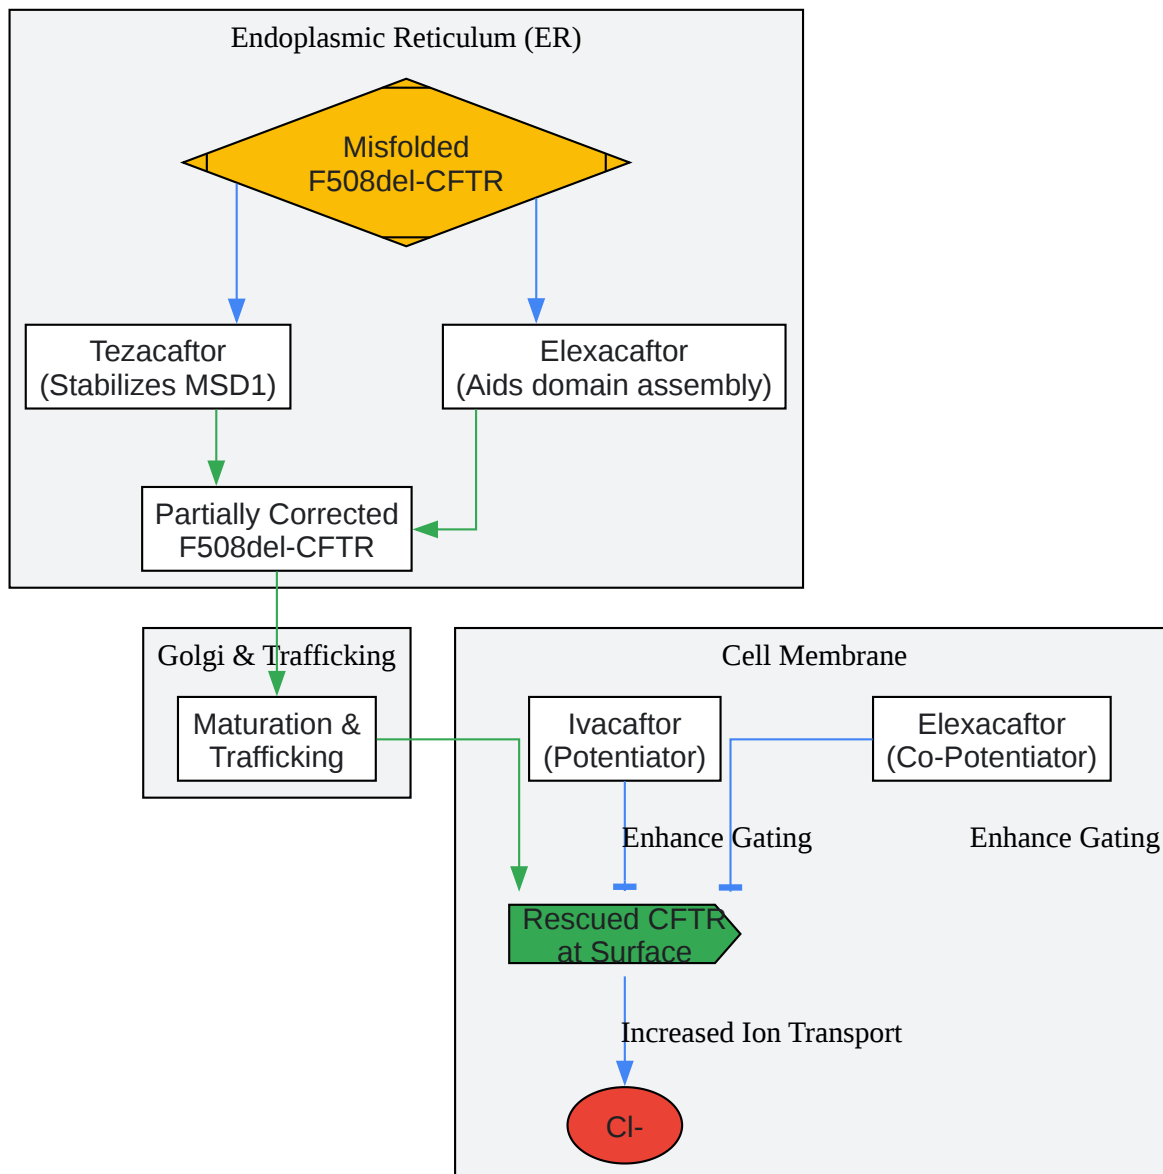 Endoplasmic Reticulum (ER)
Misfolded
F508del-CFTR
Tezacaftor
(Stabilizes MSD1)
Elexacaftor
(Aids domain assembly)
Partially Corrected
F508del-CFTR
Golgi & Trafficking
Maturation &
Trafficking
Cell Membrane
Ivacaftor
(Potentiator)
Elexacaftor
(Co-Potentiator)
Enhance Gating
Enhance Gating
Rescued CFTR
at Surface
Increased Ion Transport
Cl-